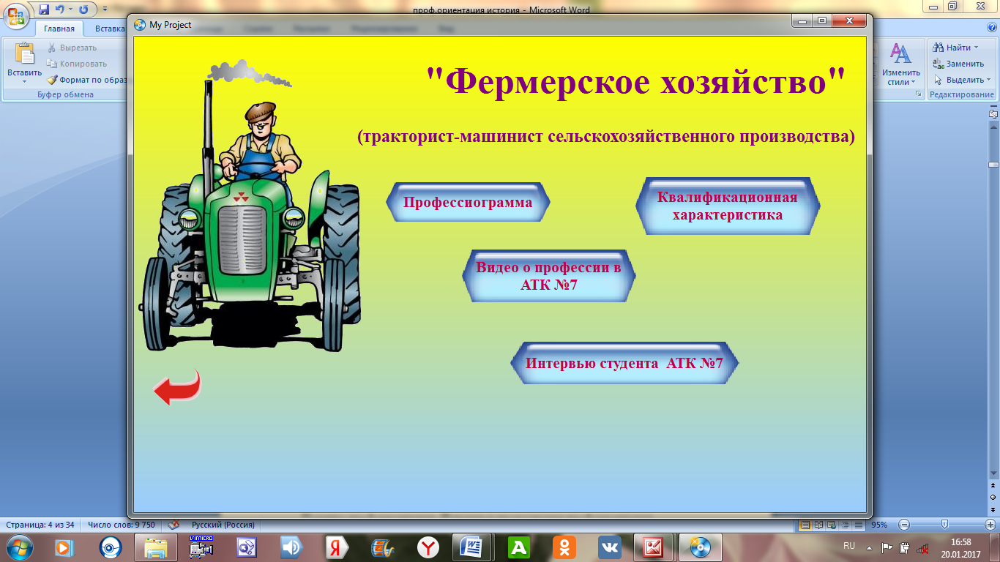 проф.ориентация история - Microsoft Word
My Project
Главная
Вставка
Вставить
Вырезать
Копировать
Формат по образ
Буфер обмена
Изменить
стили
Найти
Заменить
Выделить
Редактирование
"Фермерское хозяйство"
(тракторист-машинист сельскохозяйственного производства)
Профессиограмма
Квалификационная
характеристика
Видео о профессии в
АТК №7
Интервью студента АТК №7
Страница: 4 из 34
Число слов: 9 750
Русский (Россия)
95%
VIMICRO
RU
16:58
20.01.2017